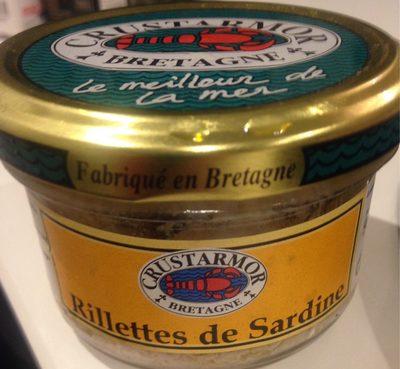 CRUSTARMOR
BRETAGNE
Le meilleur de
la mer
Fabriqué en Bretagne
CRUSTARMOR
BRETAGNE
Rillettes de Sardine